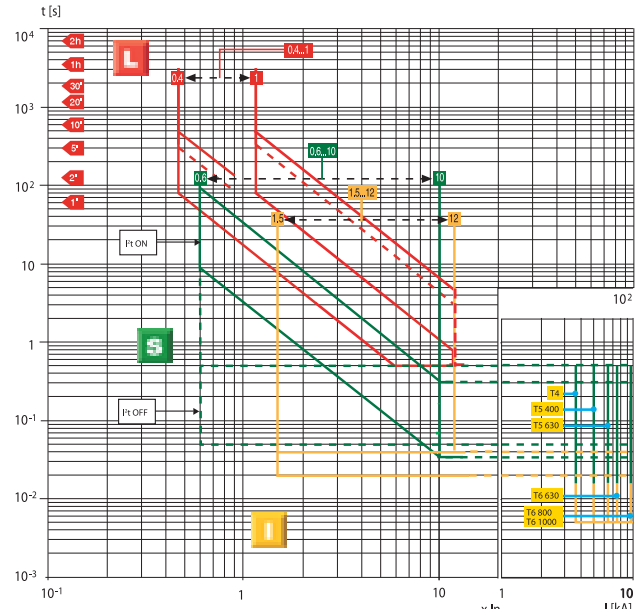 t [s]
10⁴
2h
L
0.4...1
1h
0.4
1
30'
20'
10³
10'
5'
0,6...10
2'
0,6
10
10²
1,5...12
1'
1,5
12
I²t ON
10
10²
1
S
T4
T5 400
I²t OFF
10⁻¹
T5 630
10⁻²
T6 630
T6 800
T6 1000
I
10⁻³
10⁻¹
1
10
1
10
x In
I [kA]